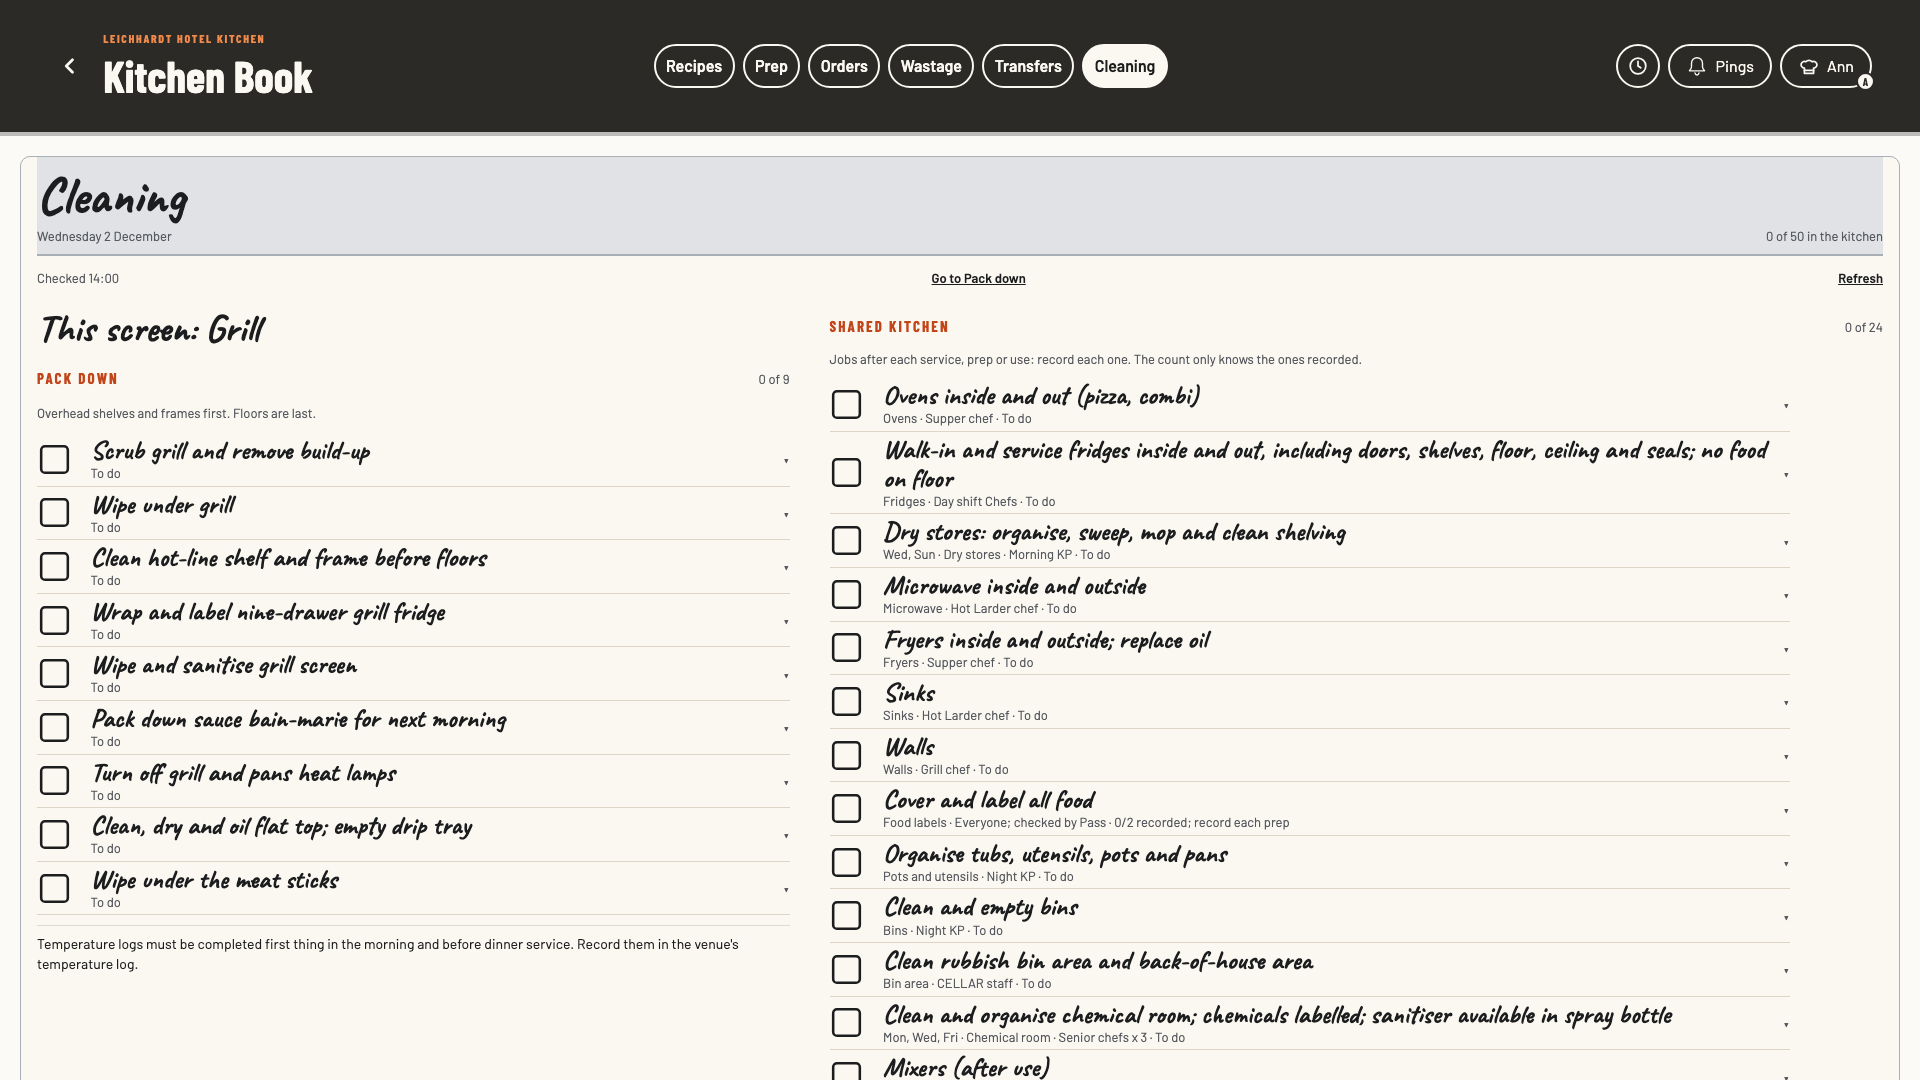 LEICHHARDT HOTEL KITCHEN
Kitchen Book
Recipes
Prep
Orders
Wastage
Transfers
Cleaning
Pings
Ann
A
Cleaning
Wednesday 2 December
0 of 50 in the kitchen
Checked 14:00
Go to Pack down
Refresh
This screen: Grill
PACK DOWN
0 of 9
Overhead shelves and frames first. Floors are last.
Scrub grill and remove build-up
To do
Wipe under grill
To do
Clean hot-line shelf and frame before floors
To do
Wrap and label nine-drawer grill fridge
To do
Wipe and sanitise grill screen
To do
Pack down sauce bain-marie for next morning
To do
Turn off grill and pans heat lamps
To do
Clean, dry and oil flat top; empty drip tray
To do
Wipe under the meat sticks
To do
Temperature logs must be completed first thing in the morning and before dinner service. Record them in the venue's
temperature log.
SHARED KITCHEN
0 of 24
Jobs after each service, prep or use: record each one. The count only knows the ones recorded.
Ovens inside and out (pizza, combi)
Ovens · Supper chef · To do
Walk-in and service fridges inside and out, including doors, shelves, floor, ceiling and seals; no food
on floor
Fridges · Day shift Chefs · To do
Dry stores: organise, sweep, mop and clean shelving
Wed, Sun · Dry stores · Morning KP · To do
Microwave inside and outside
Microwave · Hot Larder chef · To do
Fryers inside and outside; replace oil
Fryers · Supper chef · To do
Sinks
Sinks · Hot Larder chef · To do
Walls
Walls · Grill chef · To do
Cover and label all food
Food labels · Everyone; checked by Pass · 0/2 recorded; record each prep
Organise tubs, utensils, pots and pans
Pots and utensils · Night KP · To do
Clean and empty bins
Bins · Night KP · To do
Clean rubbish bin area and back-of-house area
Bin area · CELLAR staff · To do
Clean and organise chemical room; chemicals labelled; sanitiser available in spray bottle
Mon, Wed, Fri · Chemical room · Senior chefs x 3 · To do
Mixers (after use)